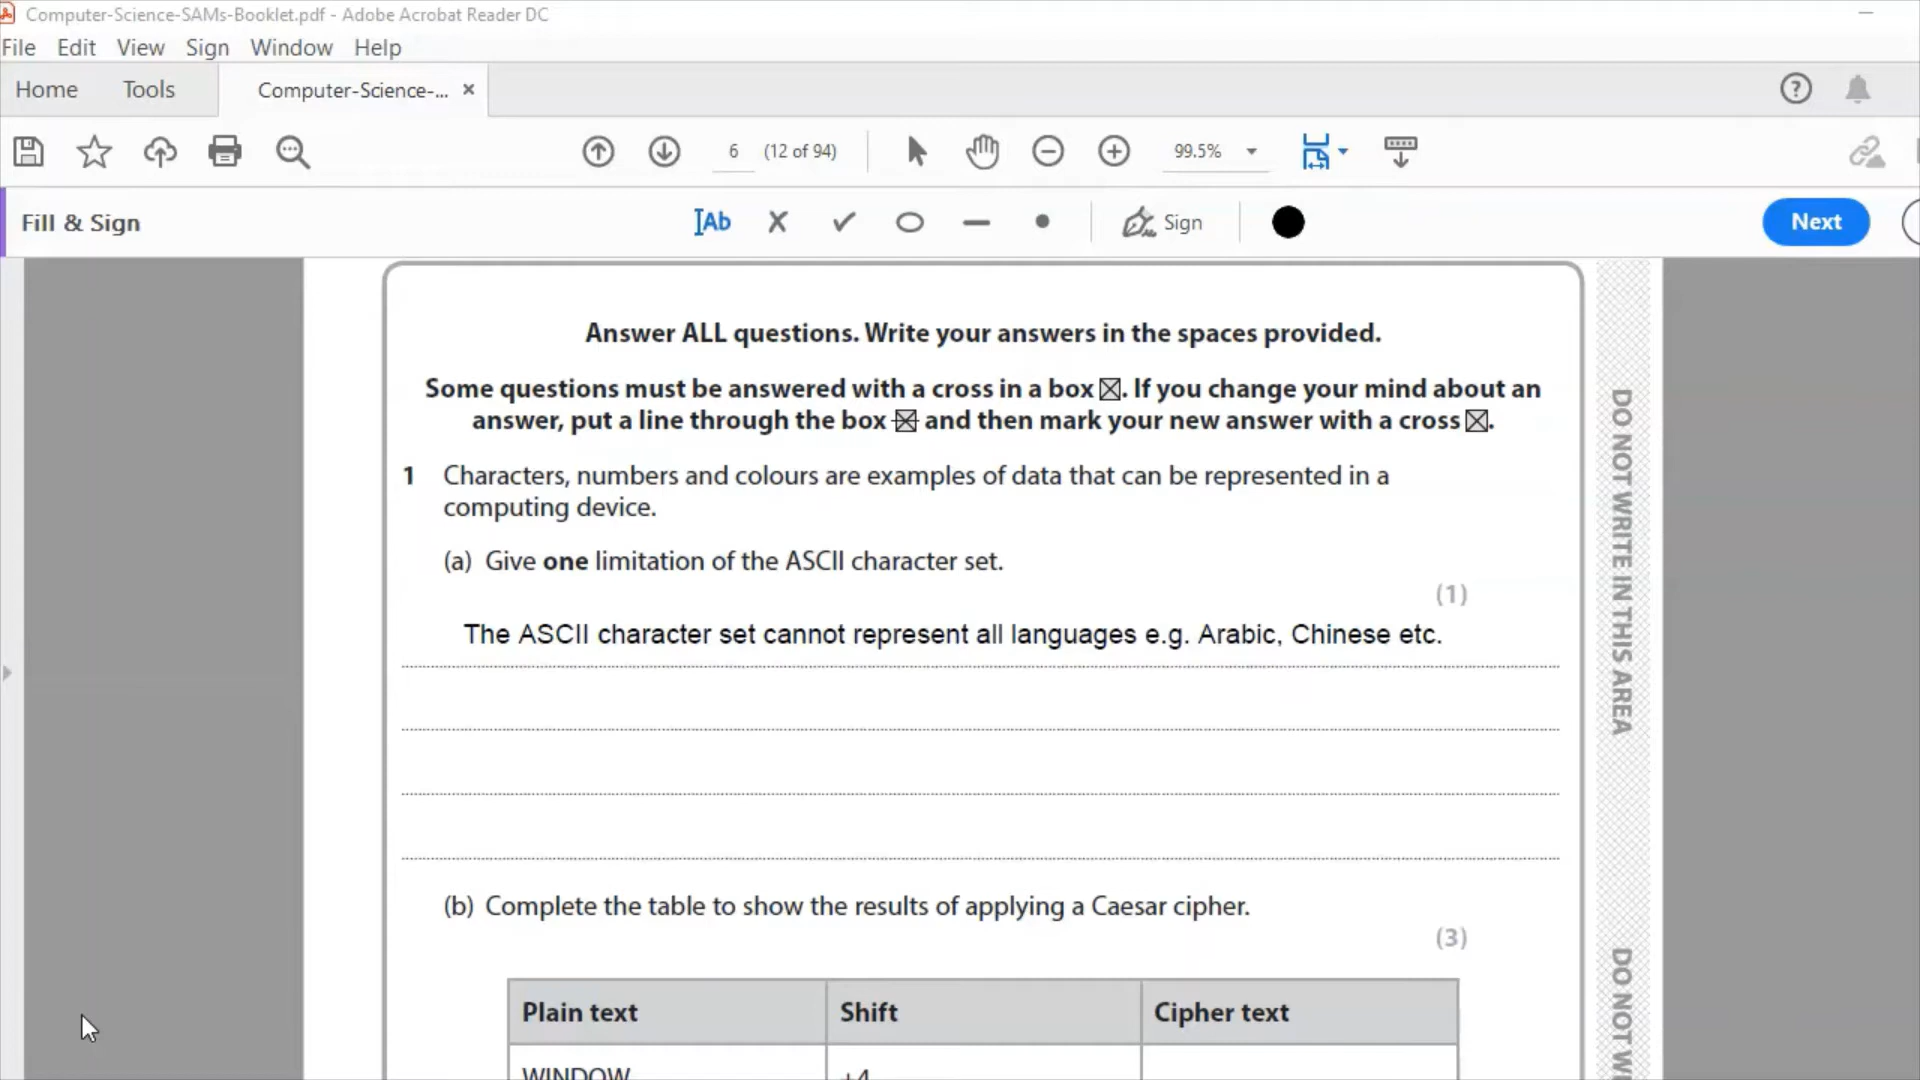 Computer-Science-SAMs-Booklet.pdf - Adobe Acrobat Reader DC
File Edit View Sign Window Help
Home Tools Computer-Science-... ×
6 (12 of 94) 99.5%
Fill & Sign Ab Sign Next
Answer ALL questions. Write your answers in the spaces provided.
Some questions must be answered with a cross in a box ☒. If you change your mind about an
answer, put a line through the box ☒ and then mark your new answer with a cross ☒.
1 Characters, numbers and colours are examples of data that can be represented in a
computing device.
(a) Give one limitation of the ASCII character set.
(1)
The ASCII character set cannot represent all languages e.g. Arabic, Chinese etc.
(b) Complete the table to show the results of applying a Caesar cipher.
(3)
Plain text Shift Cipher text
WINDOW +4
DO NOT WRITE IN THIS AREA
DO NOT